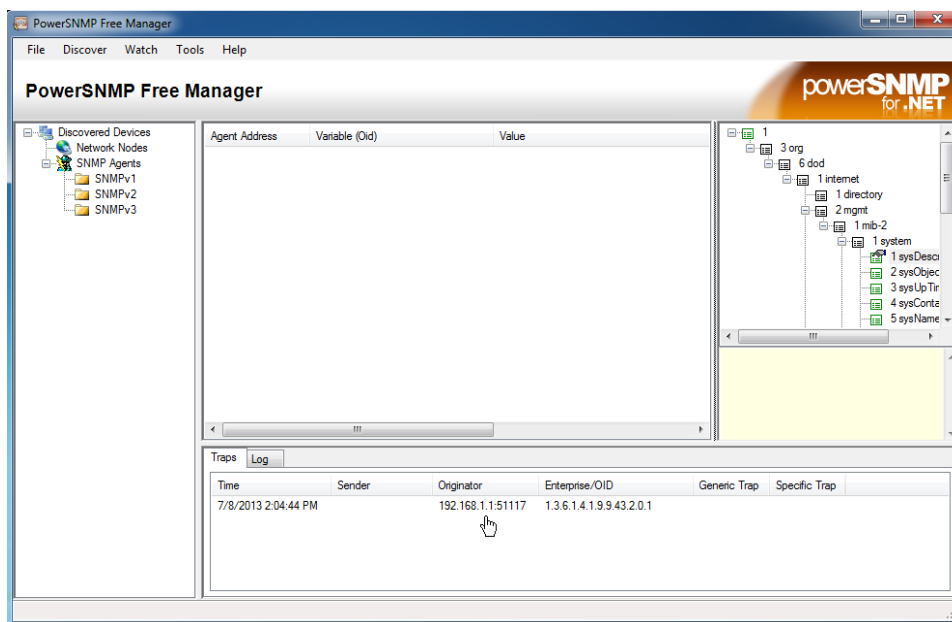 PowerSNMP Free Manager
File Discover Watch Tools Help
PowerSNMP Free Manager
powerSNMP
for .NET
Discovered Devices
Network Nodes
SNMP Agents
SNMPv1
SNMPv2
SNMPv3
Agent Address Variable (Oid) Value
1
3 org
6 dod
1 internet
1 directory
2 mgmt
1 mib-2
1 system
1 sysDescr
2 sysObjec
3 sysUpTim
4 sysConta
5 sysName
Traps Log
Time Sender Originator Enterprise/OID Generic Trap Specific Trap
7/8/2013 2:04:44 PM 192.168.1.1:51117 1.3.6.1.4.1.9.9.43.2.0.1